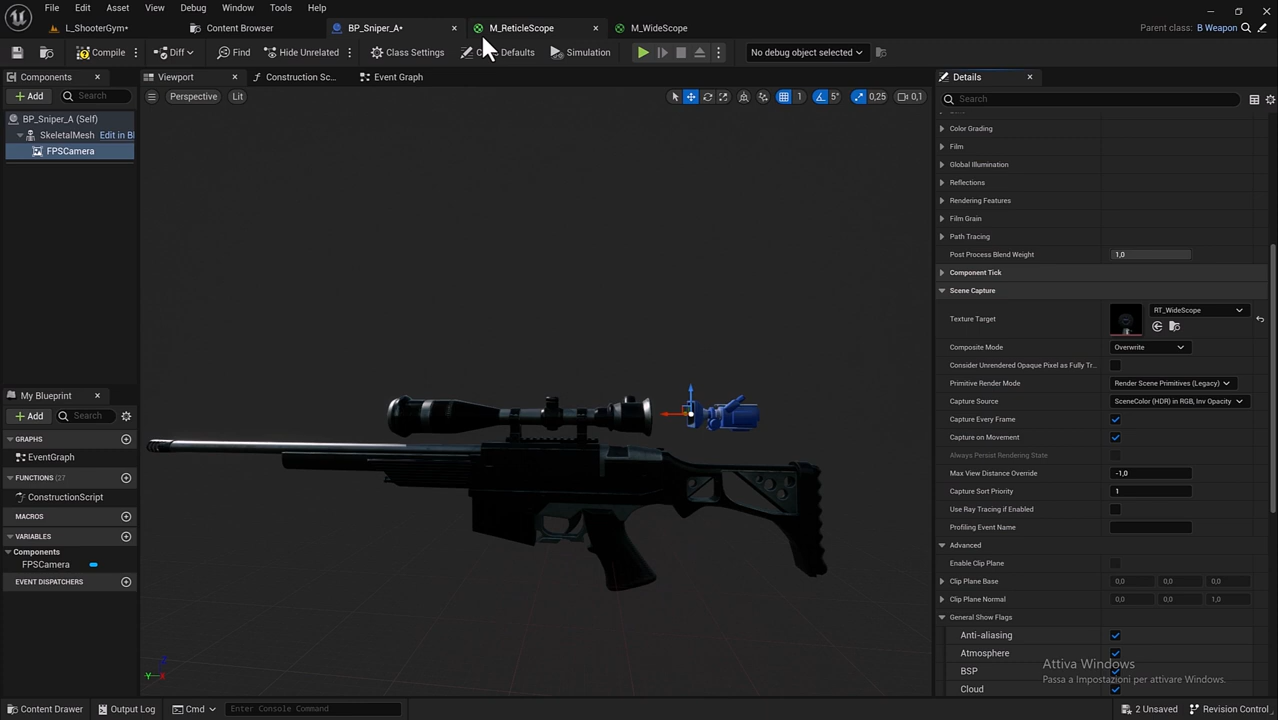 File Edit Asset View Debug Window Tools Help
L_ShooterGym•
Content Browser
BP_Sniper_A•
M_ReticleScope
M_WideScope
Parent class: B Weapon
Compile
Diff
Find
Hide Unrelated
Class Settings
Defaults
Simulation
No debug object selected
Components
Viewport
Construction Sc...
Event Graph
Details
Add
Search
Perspective
Lit
1
5°
0,25
0,1
Search
BP_Sniper_A (Self)
SkeletalMesh Edit in Bl
FPSCamera
Color Grading
Film
Global Illumination
Reflections
Rendering Features
Film Grain
Path Tracing
Post Process Blend Weight 1,0
Component Tick
Scene Capture
Texture Target RT_WideScope
Composite Mode Overwrite
Consider Unrendered Opaque Pixel as Fully Tr...
Primitive Render Mode Render Scene Primitives (Legacy)
Capture Source SceneColor (HDR) in RGB, Inv Opacity
Capture Every Frame
Capture on Movement
Always Persist Rendering State
Max View Distance Override -1,0
Capture Sort Priority 1
Use Ray Tracing if Enabled
Profiling Event Name
Advanced
Enable Clip Plane
Clip Plane Base 0,0 0,0 0,0
Clip Plane Normal 0,0 0,0 1,0
General Show Flags
Anti-aliasing
Atmosphere
BSP
Cloud
My Blueprint
Add
Search
GRAPHS
EventGraph
FUNCTIONS (27
ConstructionScript
MACROS
VARIABLES
Components
FPSCamera
EVENT DISPATCHERS
Z
Y
X
Attiva Windows
Passa a Impostazioni per attivare Windows.
Content Drawer
Output Log
Cmd
Enter Console Command
2 Unsaved
Revision Control